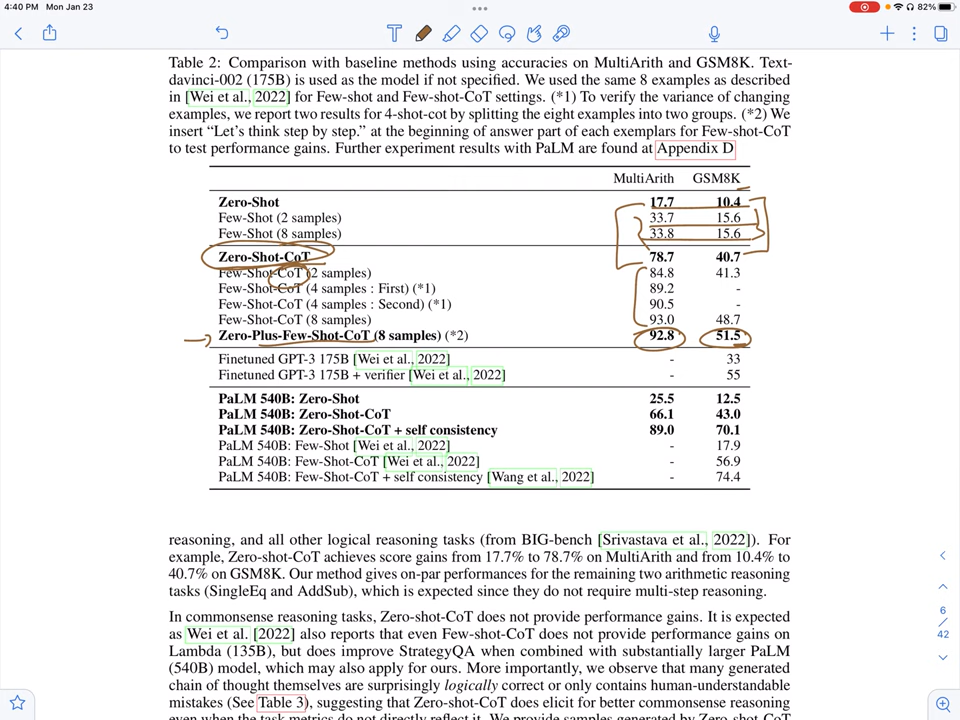 4:40 PM Mon Jan 23
82%
Table 2: Comparison with baseline methods using accuracies on MultiArith and GSM8K. Text-
davinci-002 (175B) is used as the model if not specified. We used the same 8 examples as described
in [Wei et al., 2022] for Few-shot and Few-shot-CoT settings. (*1) To verify the variance of changing
examples, we report two results for 4-shot-cot by splitting the eight examples into two groups. (*2) We
insert “Let’s think step by step.” at the beginning of answer part of each exemplars for Few-shot-CoT
to test performance gains. Further experiment results with PaLM are found at Appendix D
MultiArith GSM8K
Zero-Shot 17.7 10.4
Few-Shot (2 samples) 33.7 15.6
Few-Shot (8 samples) 33.8 15.6
Zero-Shot-CoT 78.7 40.7
Few-Shot-CoT (2 samples) 84.8 41.3
Few-Shot-CoT (4 samples : First) (*1) 89.2 -
Few-Shot-CoT (4 samples : Second) (*1) 90.5 -
Few-Shot-CoT (8 samples) 93.0 48.7
Zero-Plus-Few-Shot-CoT (8 samples) (*2) 92.8 51.5
Finetuned GPT-3 175B [Wei et al., 2022] - 33
Finetuned GPT-3 175B + verifier [Wei et al., 2022] - 55
PaLM 540B: Zero-Shot 25.5 12.5
PaLM 540B: Zero-Shot-CoT 66.1 43.0
PaLM 540B: Zero-Shot-CoT + self consistency 89.0 70.1
PaLM 540B: Few-Shot [Wei et al., 2022] - 17.9
PaLM 540B: Few-Shot-CoT [Wei et al., 2022] - 56.9
PaLM 540B: Few-Shot-CoT + self consistency [Wang et al., 2022] - 74.4
reasoning, and all other logical reasoning tasks (from BIG-bench [Srivastava et al., 2022]). For
example, Zero-shot-CoT achieves score gains from 17.7% to 78.7% on MultiArith and from 10.4% to
40.7% on GSM8K. Our method gives on-par performances for the remaining two arithmetic reasoning
tasks (SingleEq and AddSub), which is expected since they do not require multi-step reasoning.
In commonsense reasoning tasks, Zero-shot-CoT does not provide performance gains. It is expected
as Wei et al. [2022] also reports that even Few-shot-CoT does not provide performance gains on
Lambda (135B), but does improve StrategyQA when combined with substantially larger PaLM
(540B) model, which may also apply for ours. More importantly, we observe that many generated
chain of thought themselves are surprisingly logically correct or only contains human-understandable
mistakes (See Table 3), suggesting that Zero-shot-CoT does elicit for better commonsense reasoning
even when the task metrics do not directly reflect it. We provide samples generated by Zero-shot-CoT
6
/
42